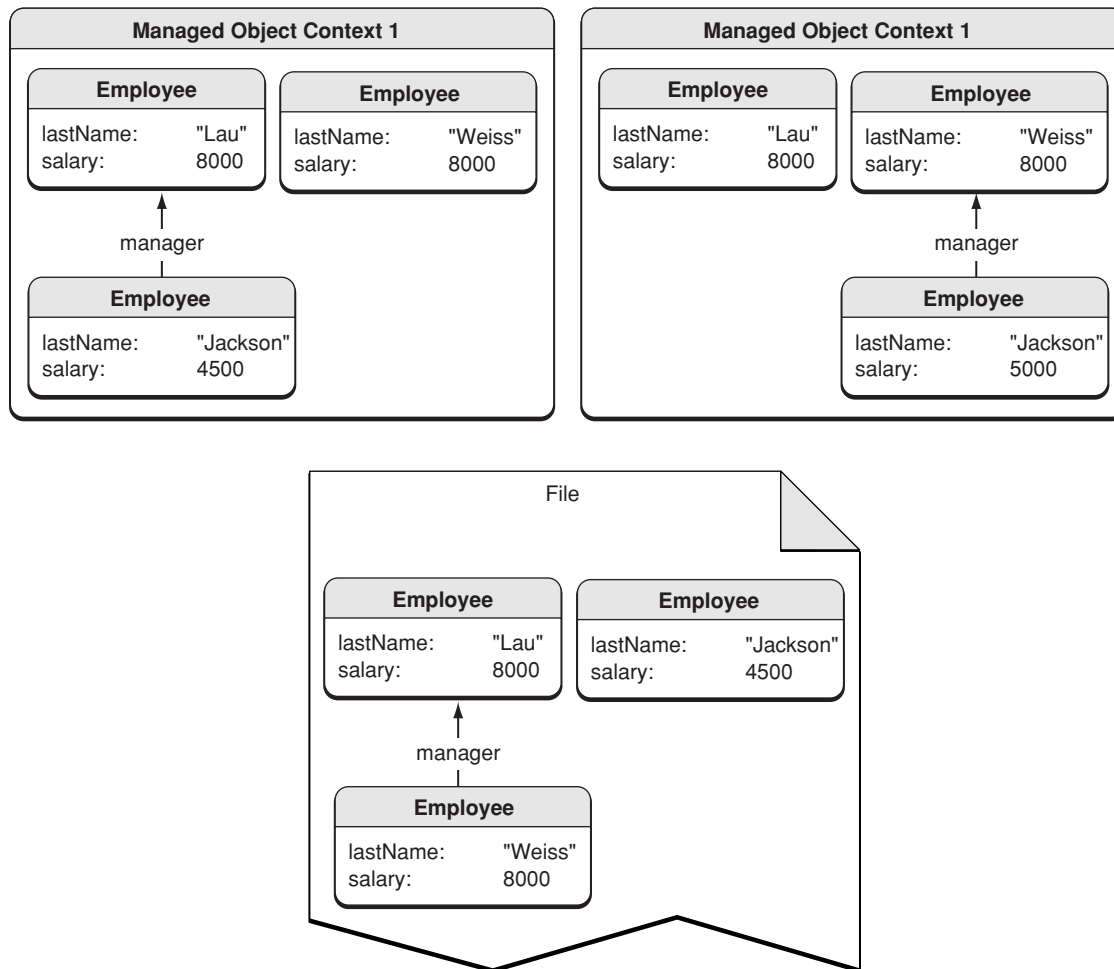 Managed Object Context 1
Employee
lastName: "Lau"
salary: 8000
Employee
lastName: "Weiss"
salary: 8000
manager
Employee
lastName: "Jackson"
salary: 4500
Managed Object Context 1
Employee
lastName: "Lau"
salary: 8000
Employee
lastName: "Weiss"
salary: 8000
manager
Employee
lastName: "Jackson"
salary: 5000
File
Employee
lastName: "Lau"
salary: 8000
Employee
lastName: "Jackson"
salary: 4500
manager
Employee
lastName: "Weiss"
salary: 8000